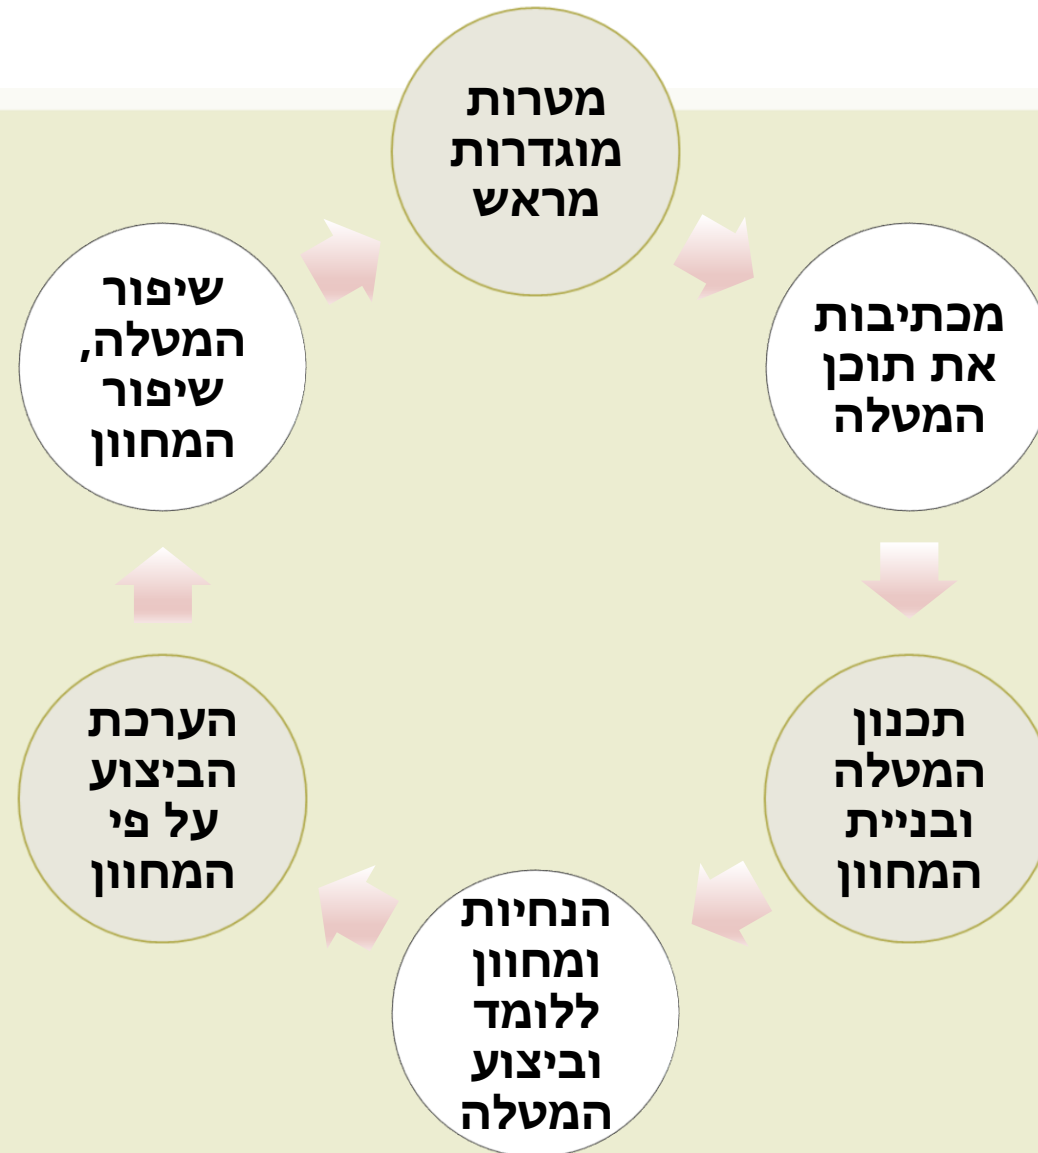 מטרות
מוגדרות
מראש
מכתיבות
את תוכן
המטלה
תכנון
המטלה
ובניית
המחוון
הנחיות
ומחוון
ללומד
וביצוע
המטלה
הערכת
הביצוע
על פי
המחוון
שיפור
המטלה,
שיפור
המחוון